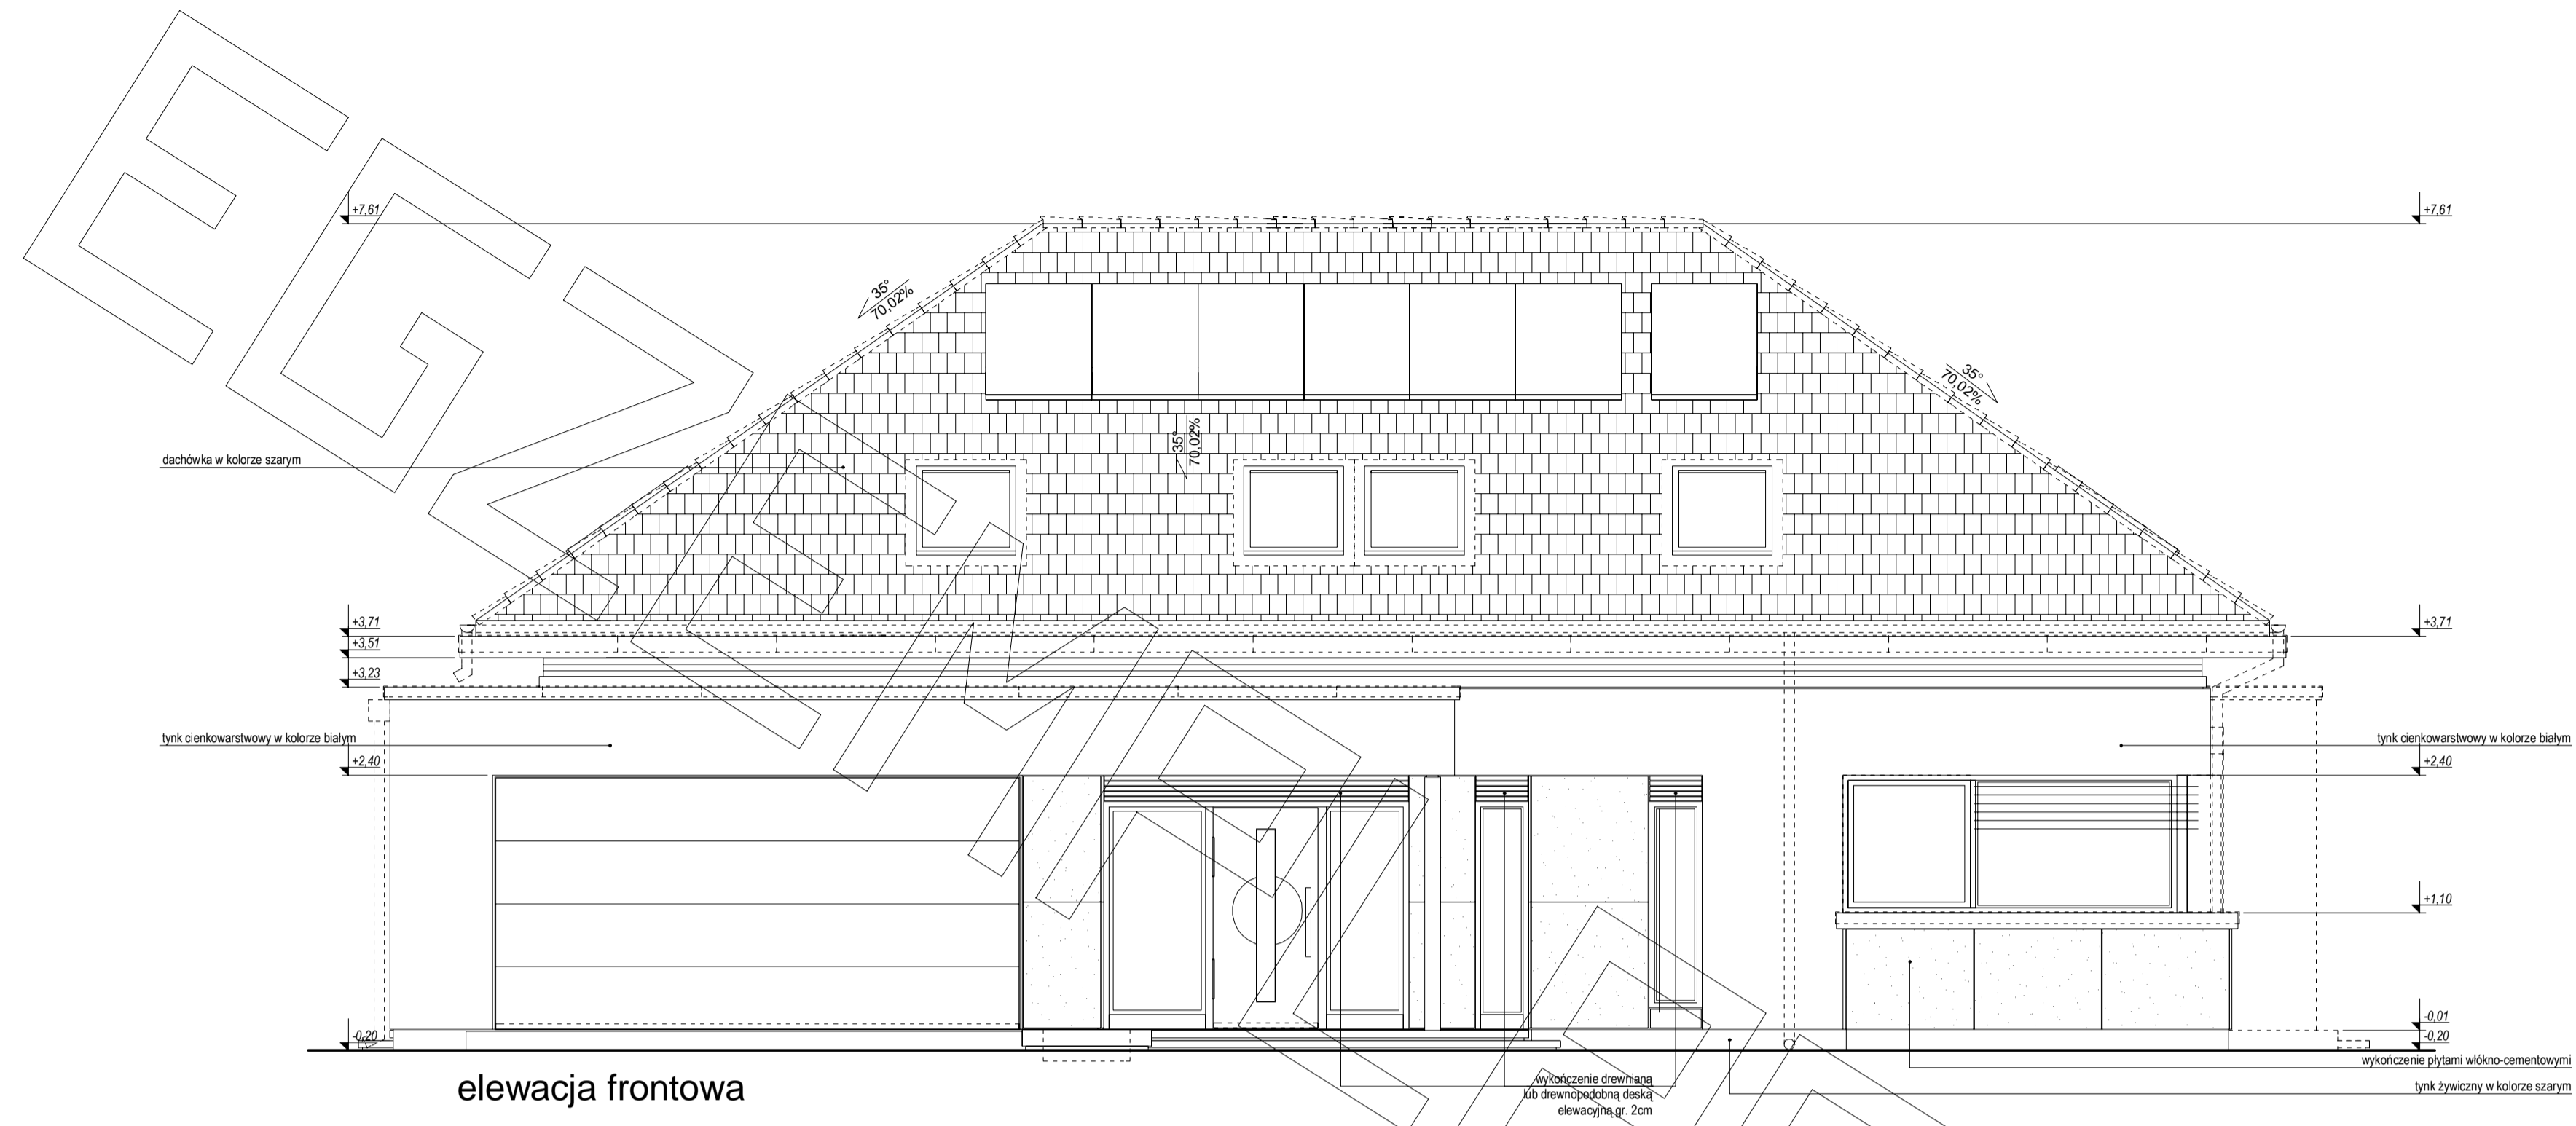 +7,61
+7,61
35°
70,02%
35°
70,02%
35°
70,02%
dachówka w kolorze szarym
+3,71
+3,71
+3,51
+3,23
tynk cienkowarstwowy w kolorze białym
tynk cienkowarstwowy w kolorze białym
+2,40
+2,40
+1,10
-0,01
-0,20
-0,20
wykończenie płytami włókno-cementowymi
elewacja frontowa
wykończenie drewniana
lub drewnopodobną deską
elewacyjną gr. 2cm
tynk żywiczny w kolorze szarym